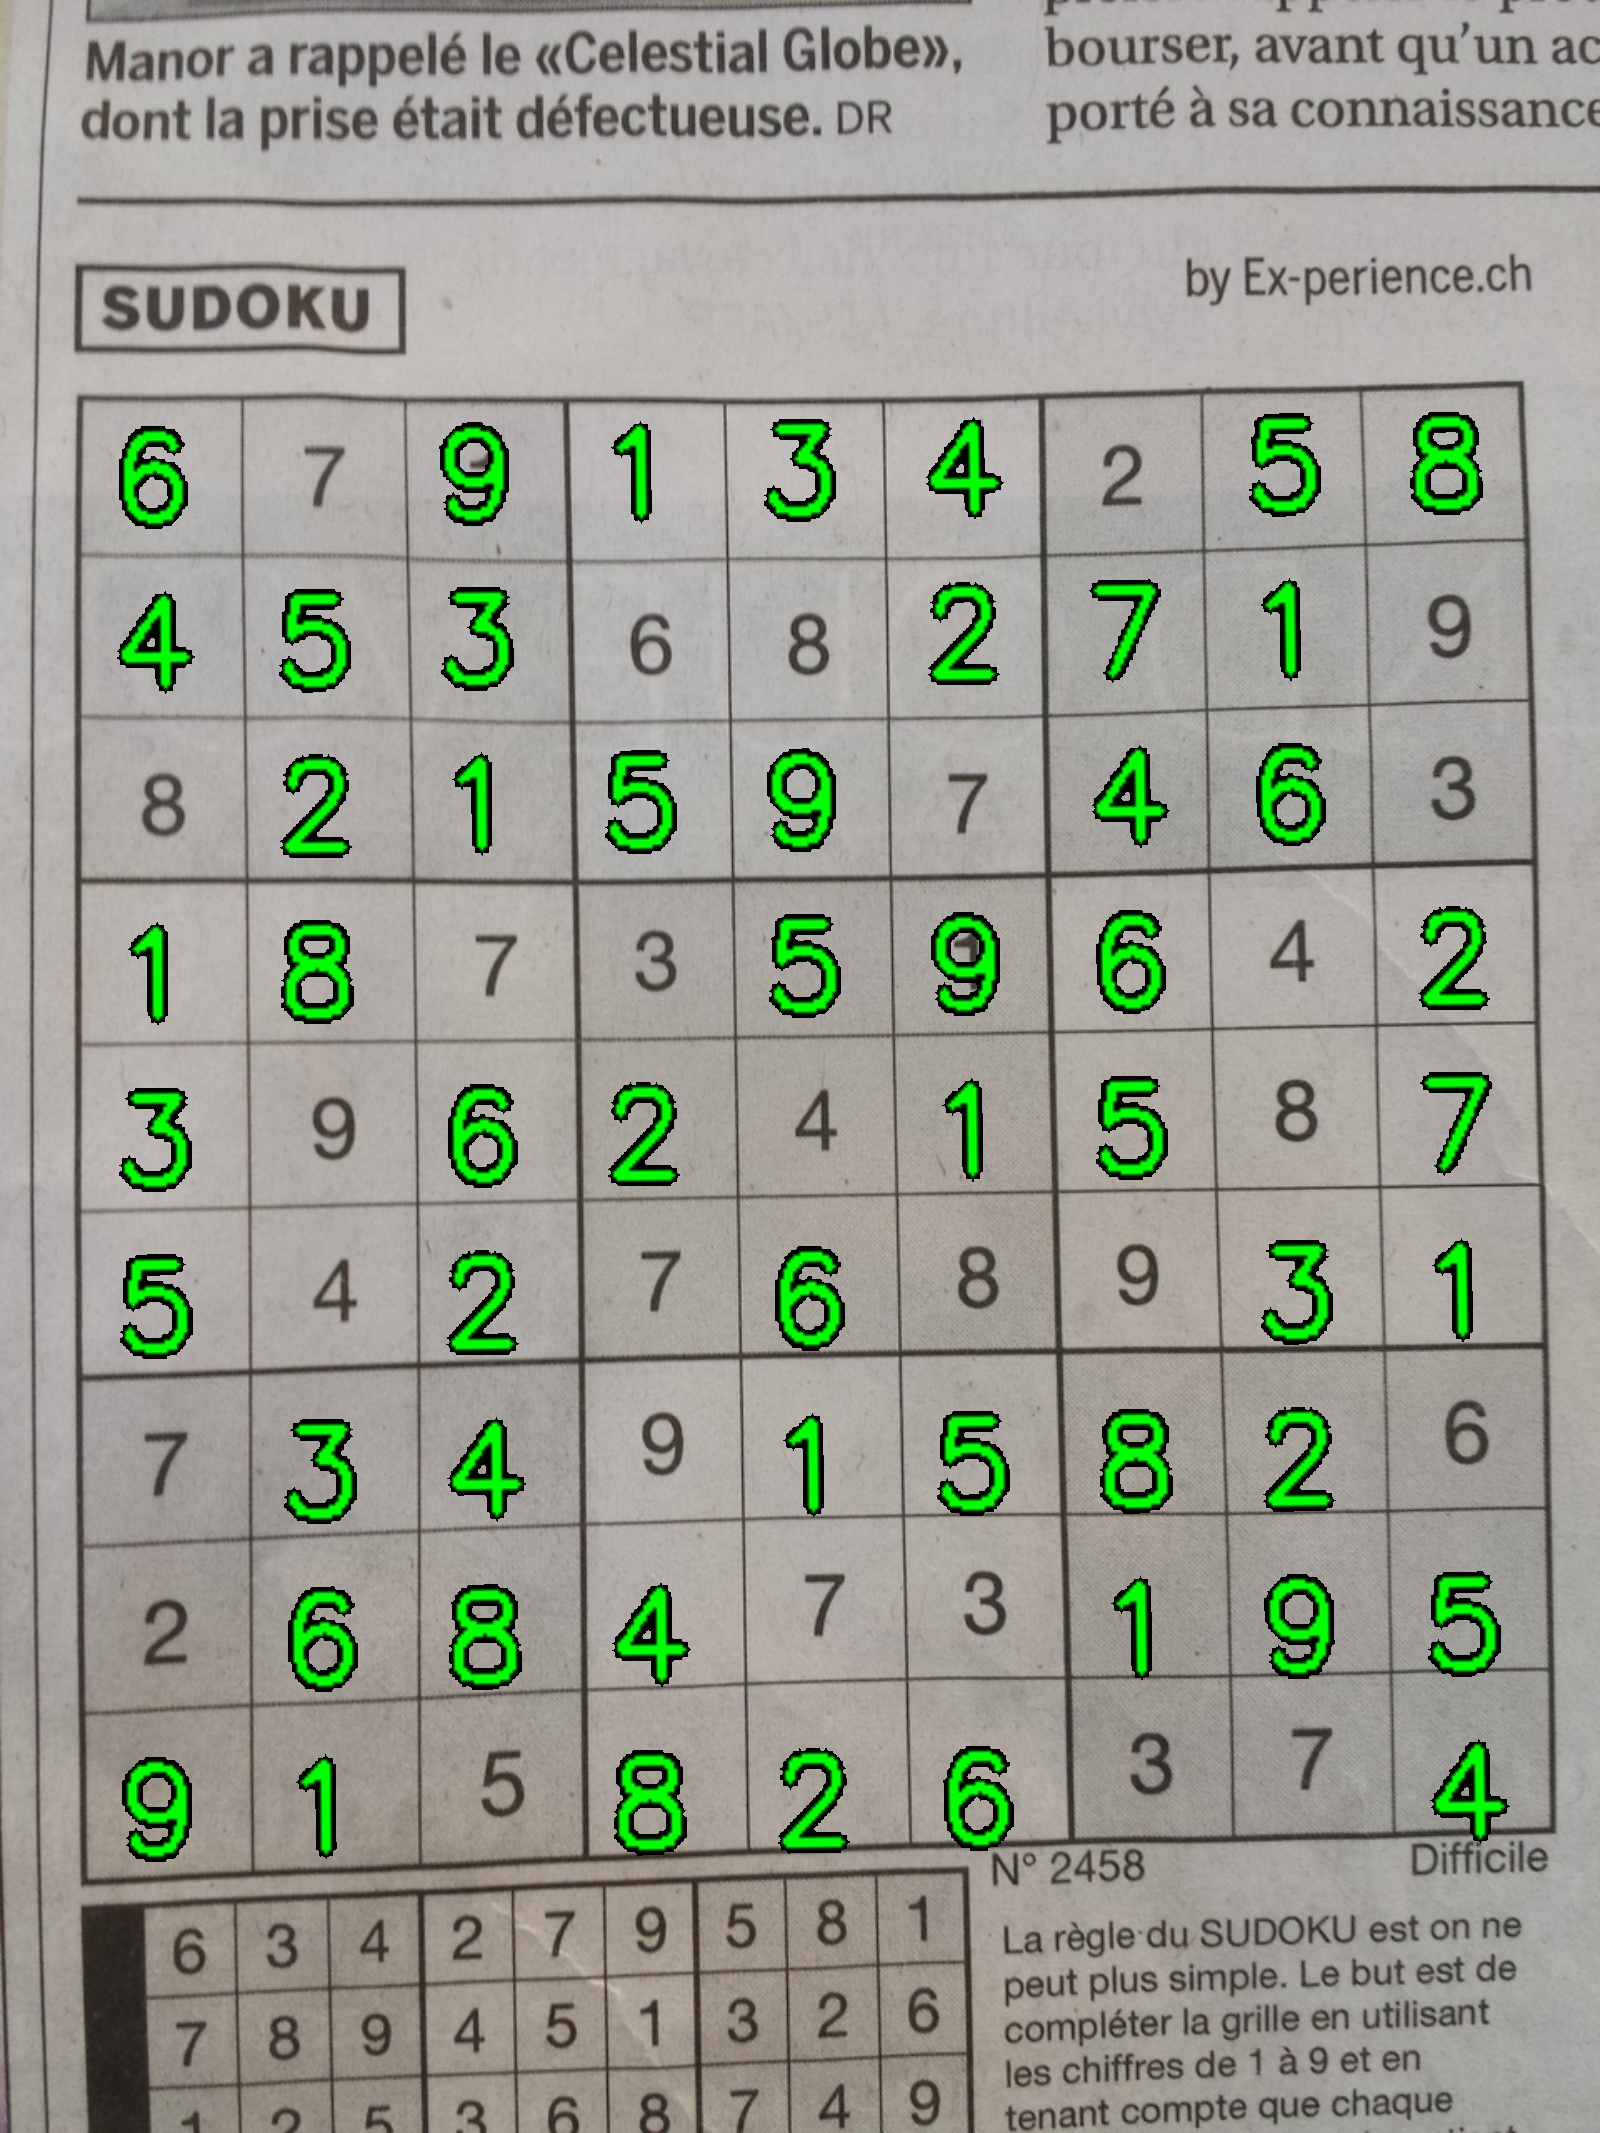 Manor a rappelé le «Celestial Globe»,
dont la prise était défectueuse. DR
bourser, avant qu'un ac
porté à sa connaissance
SUDOKU
by Ex-perience.ch
6 7 9 1 3 4 2 5 8
4 5 3 6 8 2 7 1 9
8 2 1 5 9 7 4 6 3
1 8 7 3 5 9 6 4 2
3 9 6 2 4 1 5 8 7
5 4 2 7 6 8 9 3 1
7 3 4 9 1 5 8 2 6
2 6 8 4 7 3 1 9 5
9 1 5 8 2 6 3 7 4
N° 2458
Difficile
6 3 4 2 7 9 5 8 1
7 8 9 4 5 1 3 2 6
1 2 5 3 6 8 7 4 9
La règle du SUDOKU est on ne
peut plus simple. Le but est de
compléter la grille en utilisant
les chiffres de 1 à 9 et en
tenant compte que chaque